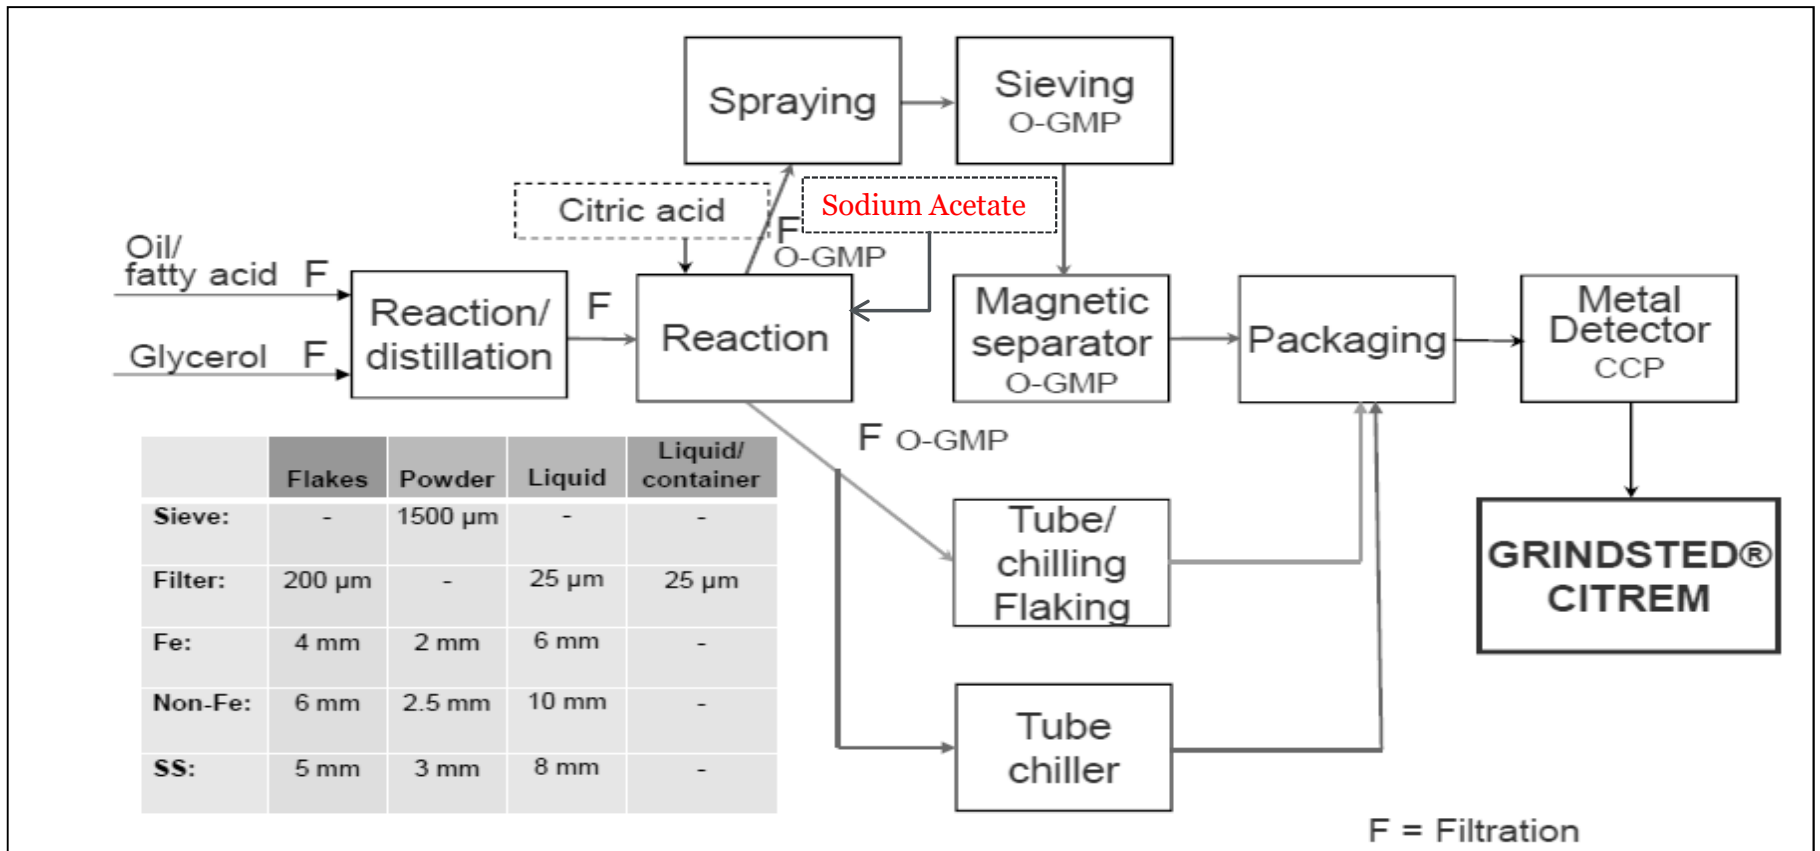 Spraying
Sieving
O-GMP
Citric acid
Sodium Acetate
F
O-GMP
Oil/
fatty acid F
Glycerol F
Reaction/
distillation
F
Reaction
Magnetic
separator
O-GMP
Packaging
Metal
Detector
CCP
F O-GMP
Tube/
chilling
Flaking
Tube
chiller
GRINDSTED®
CITREM
Flakes Powder Liquid Liquid/
container
Sieve: - 1500 µm - -
Filter: 200 µm - 25 µm 25 µm
Fe: 4 mm 2 mm 6 mm -
Non-Fe: 6 mm 2.5 mm 10 mm -
SS: 5 mm 3 mm 8 mm -
F = Filtration